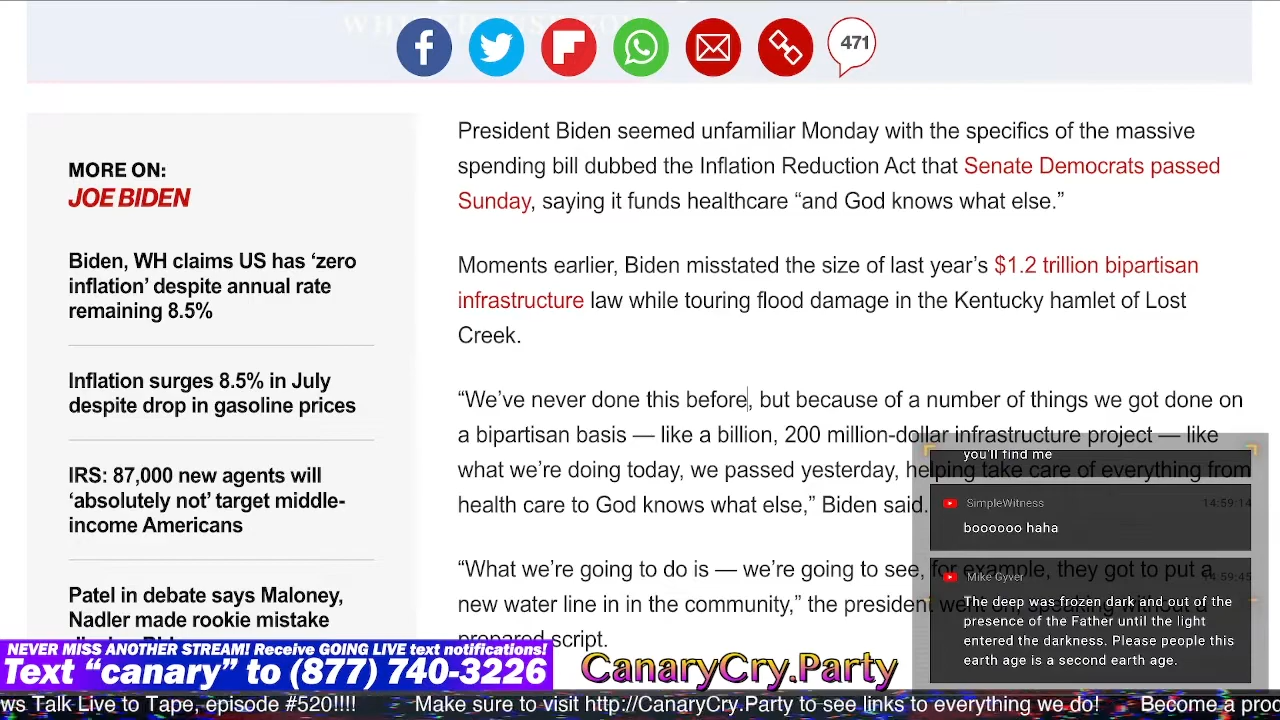 471
MORE ON:
JOE BIDEN
Biden, WH claims US has ‘zero
inflation’ despite annual rate
remaining 8.5%
Inflation surges 8.5% in July
despite drop in gasoline prices
IRS: 87,000 new agents will
‘absolutely not’ target middle-
income Americans
Patel in debate says Maloney,
Nadler made rookie mistake
President Biden seemed unfamiliar Monday with the specifics of the massive
spending bill dubbed the Inflation Reduction Act that Senate Democrats passed
Sunday, saying it funds healthcare “and God knows what else.”
Moments earlier, Biden misstated the size of last year’s $1.2 trillion bipartisan
infrastructure law while touring flood damage in the Kentucky hamlet of Lost
Creek.
“We’ve never done this before, but because of a number of things we got done on
a bipartisan basis — like a billion, 200 million-dollar infrastructure project — like
what we’re doing today, we passed yesterday, helping take care of everything from
health care to God knows what else,” Biden said.
“What we’re going to do is — we’re going to see, for example, they got to put a
new water line in in the community,” the president went on, speaking without a
prepared script.
you'll find me
SimpleWitness 14:59:14
boooooo haha
Mike Gyver 14:59:45
The deep was frozen dark and out of the
presence of the Father until the light
entered the darkness. Please people this
earth age is a second earth age.
NEVER MISS ANOTHER STREAM! Receive GOING LIVE text notifications!
Text “canary” to (877) 740-3226
CanaryCry.Party
ws Talk Live to Tape, episode #520!!!! Make sure to visit http://CanaryCry.Party to see links to everything we do! Become a proc